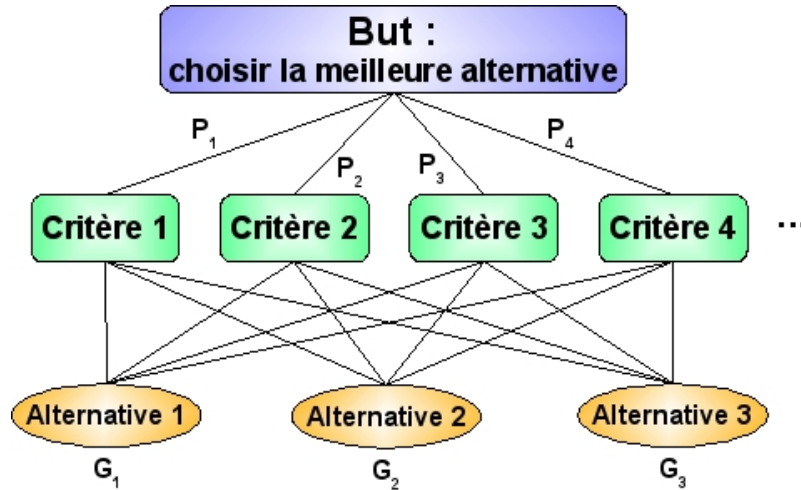 But :
choisir la meilleure alternative
P₁
P₂
P₃
P₄
Critère 1
Critère 2
Critère 3
Critère 4
...
Alternative 1
Alternative 2
Alternative 3
G₁
G₂
G₃